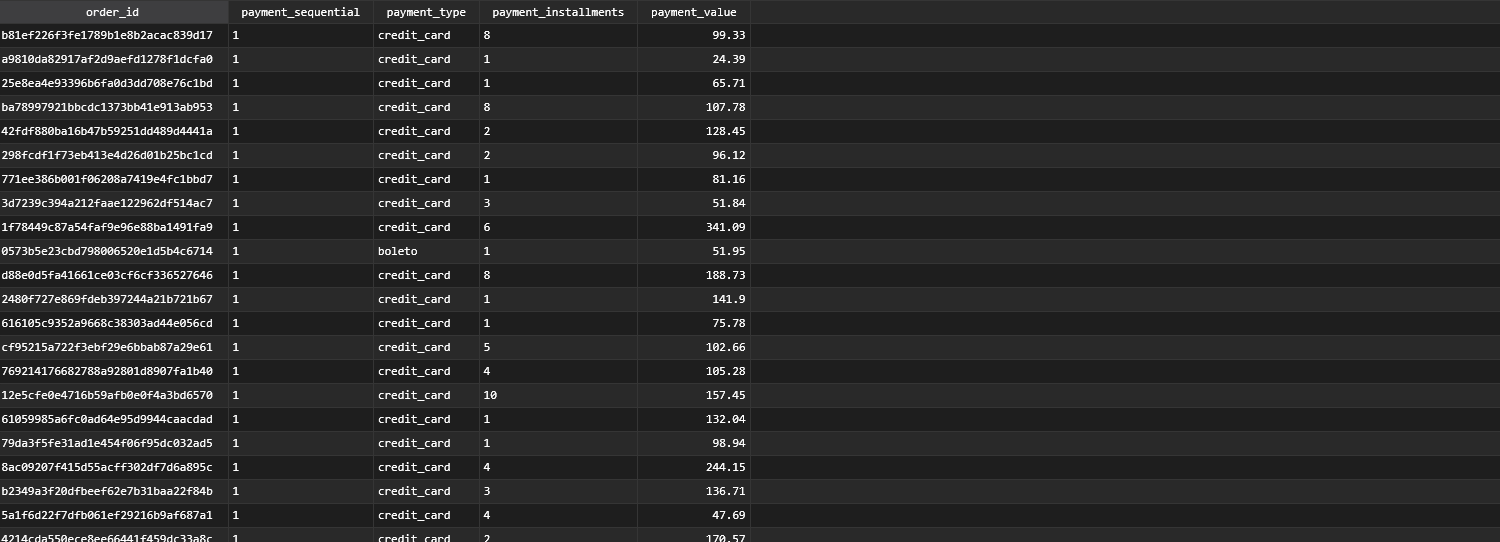 order_id payment_sequential payment_type payment_installments payment_value
b81ef226f3fe1789b1e8b2acac839d17 1 credit_card 8 99.33
a9810da82917af2d9aefd1278f1dcfa0 1 credit_card 1 24.39
25e8ea4e93396b6fa0d3dd708e76c1bd 1 credit_card 1 65.71
ba78997921bbcdc1373bb41e913ab953 1 credit_card 8 107.78
42fdf880ba16b47b59251dd489d4441a 1 credit_card 2 128.45
298fcdf1f73eb413e4d26d01b25bc1cd 1 credit_card 2 96.12
771ee386b001f06208a7419e4fc1bbd7 1 credit_card 1 81.16
3d7239c394a212faae122962df514ac7 1 credit_card 3 51.84
1f78449c87a54faf9e96e88ba1491fa9 1 credit_card 6 341.09
0573b5e23cbd798006520e1d5b4c6714 1 boleto 1 51.95
d88e0d5fa41661ce03cf6cf336527646 1 credit_card 8 188.73
2480f727e869fdeb397244a21b721b67 1 credit_card 1 141.9
616105c9352a9668c38303ad44e056cd 1 credit_card 1 75.78
cf95215a722f3ebf29e6bbab87a29e61 1 credit_card 5 102.66
769214176682788a92801d8907fa1b40 1 credit_card 4 105.28
12e5cfe0e4716b59afb0e0f4a3bd6570 1 credit_card 10 157.45
61059985a6fc0ad64e95d9944caacdad 1 credit_card 1 132.04
79da3f5fe31ad1e454f06f95dc032ad5 1 credit_card 1 98.94
8ac09207f415d55acff302df7d6a895c 1 credit_card 4 244.15
b2349a3f20dfbeef62e7b31baa22f84b 1 credit_card 3 136.71
5a1f6d22f7dfb061ef29216b9af687a1 1 credit_card 4 47.69
4214cda550ece8ee66441f459dc33a8c 1 credit_card 2 170.57